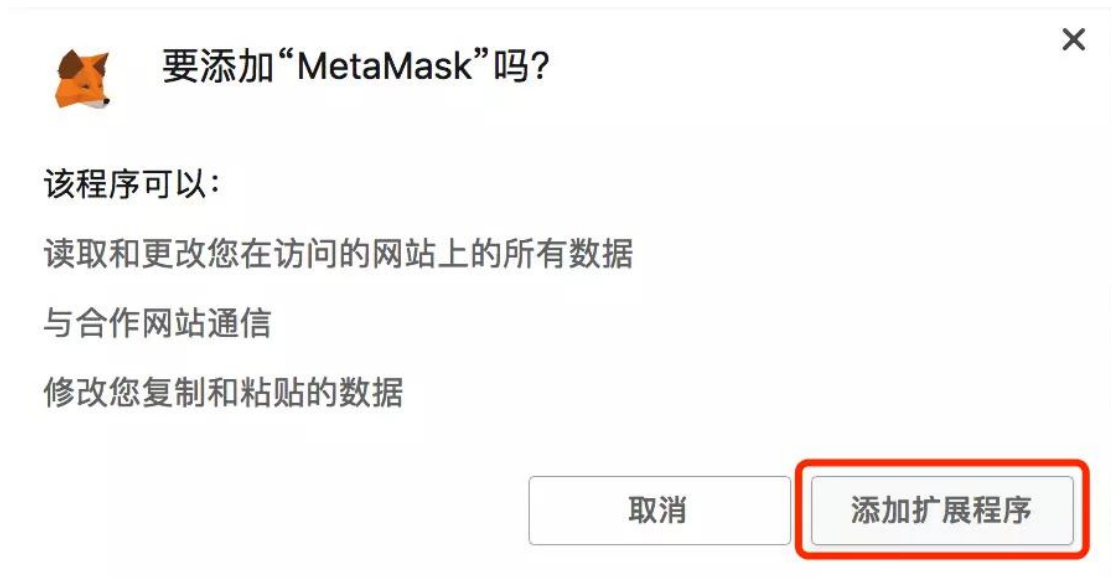 要添加“MetaMask”吗?
该程序可以：
读取和更改您在访问的网站上的所有数据
与合作网站通信
修改您复制和粘贴的数据
取消
添加扩展程序